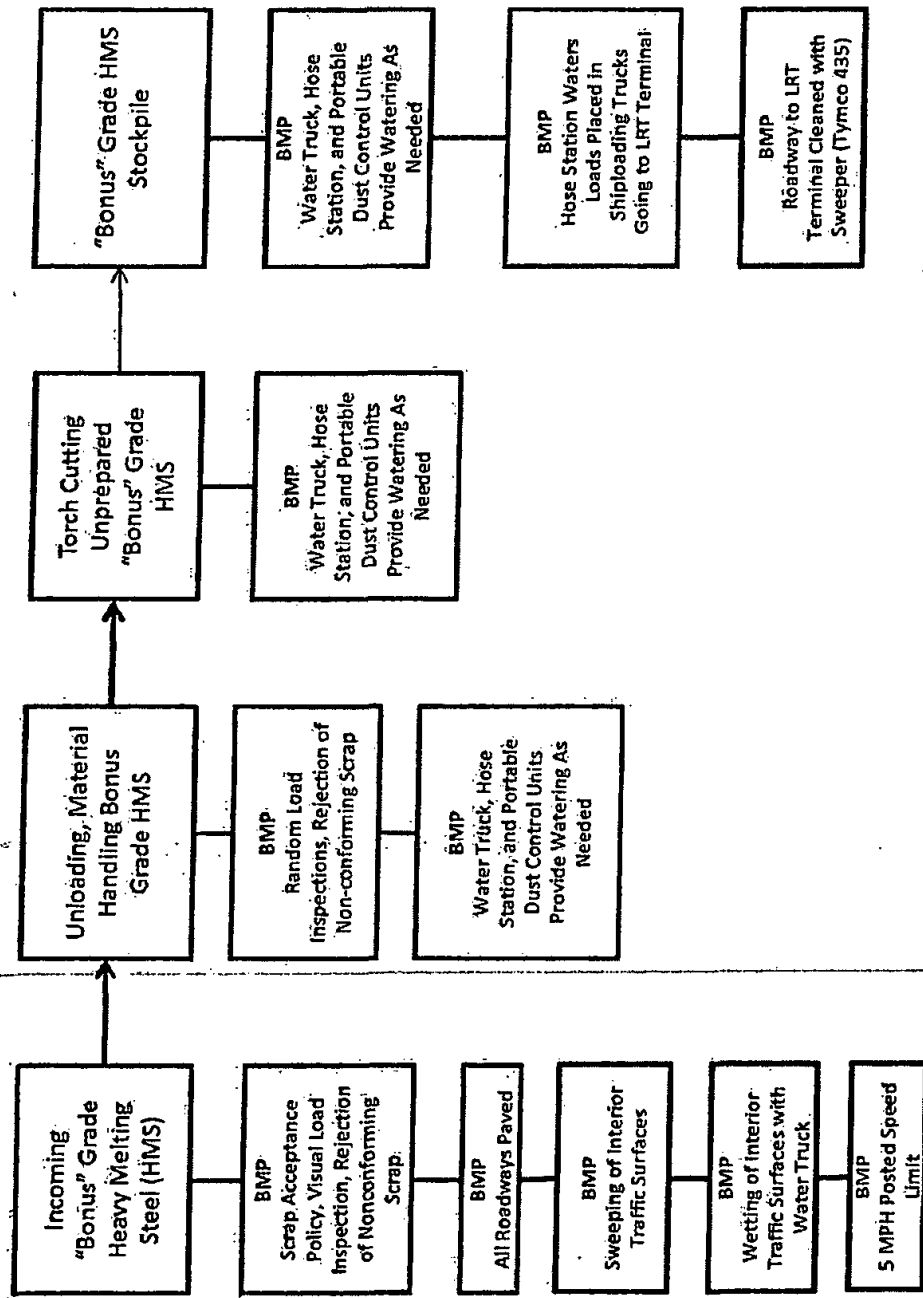 Incoming
"Bonus" Grade
Heavy Melting
Steel (HMS)
BMP
Scrap Acceptance
Policy, Visual Load
Inspection, Rejection
of Nonconforming
Scrap
BMP
All Roadways Paved
BMP
Sweeping of Interior
Traffic Surfaces
BMP
Wetting of Interior
Traffic Surfaces with
Water Truck
BMP
5 MPH Posted Speed
Limit
Unloading, Material
Handling Bonus
Grade HMS
BMP
Random Load
Inspections, Rejection of
Non-conforming Scrap
BMP
Water Truck, Hose
Station, and Portable
Dust Control Units
Provide Watering As
Needed
Torch Cutting
Unprepared
"Bonus" Grade
HMS
BMP
Water Truck, Hose
Station, and Portable
Dust Control Units
Provide Watering As
Needed
"Bonus" Grade HMS
Stockpile
BMP
Water Truck, Hose
Station, and Portable
Dust Control Units
Provide Watering As
Needed
BMP
Hose Station Waters
Loads Placed in
Shiploading Trucks
Going to LRT Terminal
BMP
Roadway to LRT
Terminal Cleaned with
Sweeper (Tymco 435)